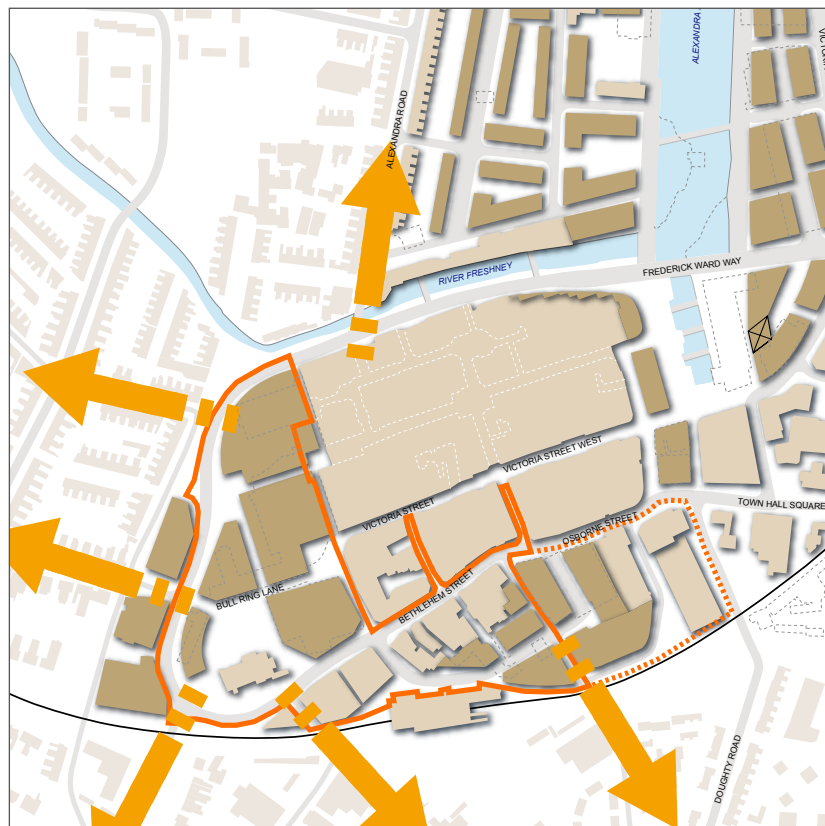 ALEXANDRA
VICTOR
ALEXANDRA ROAD
RIVER FRESHNEY
FREDERICK WARD WAY
VICTORIA STREET WEST
VICTORIA STREET
OSBORNE STREET
TOWN HALL SQUARE
BETHLEHEM STREET
BULL RING LANE
DOUGHTY ROAD